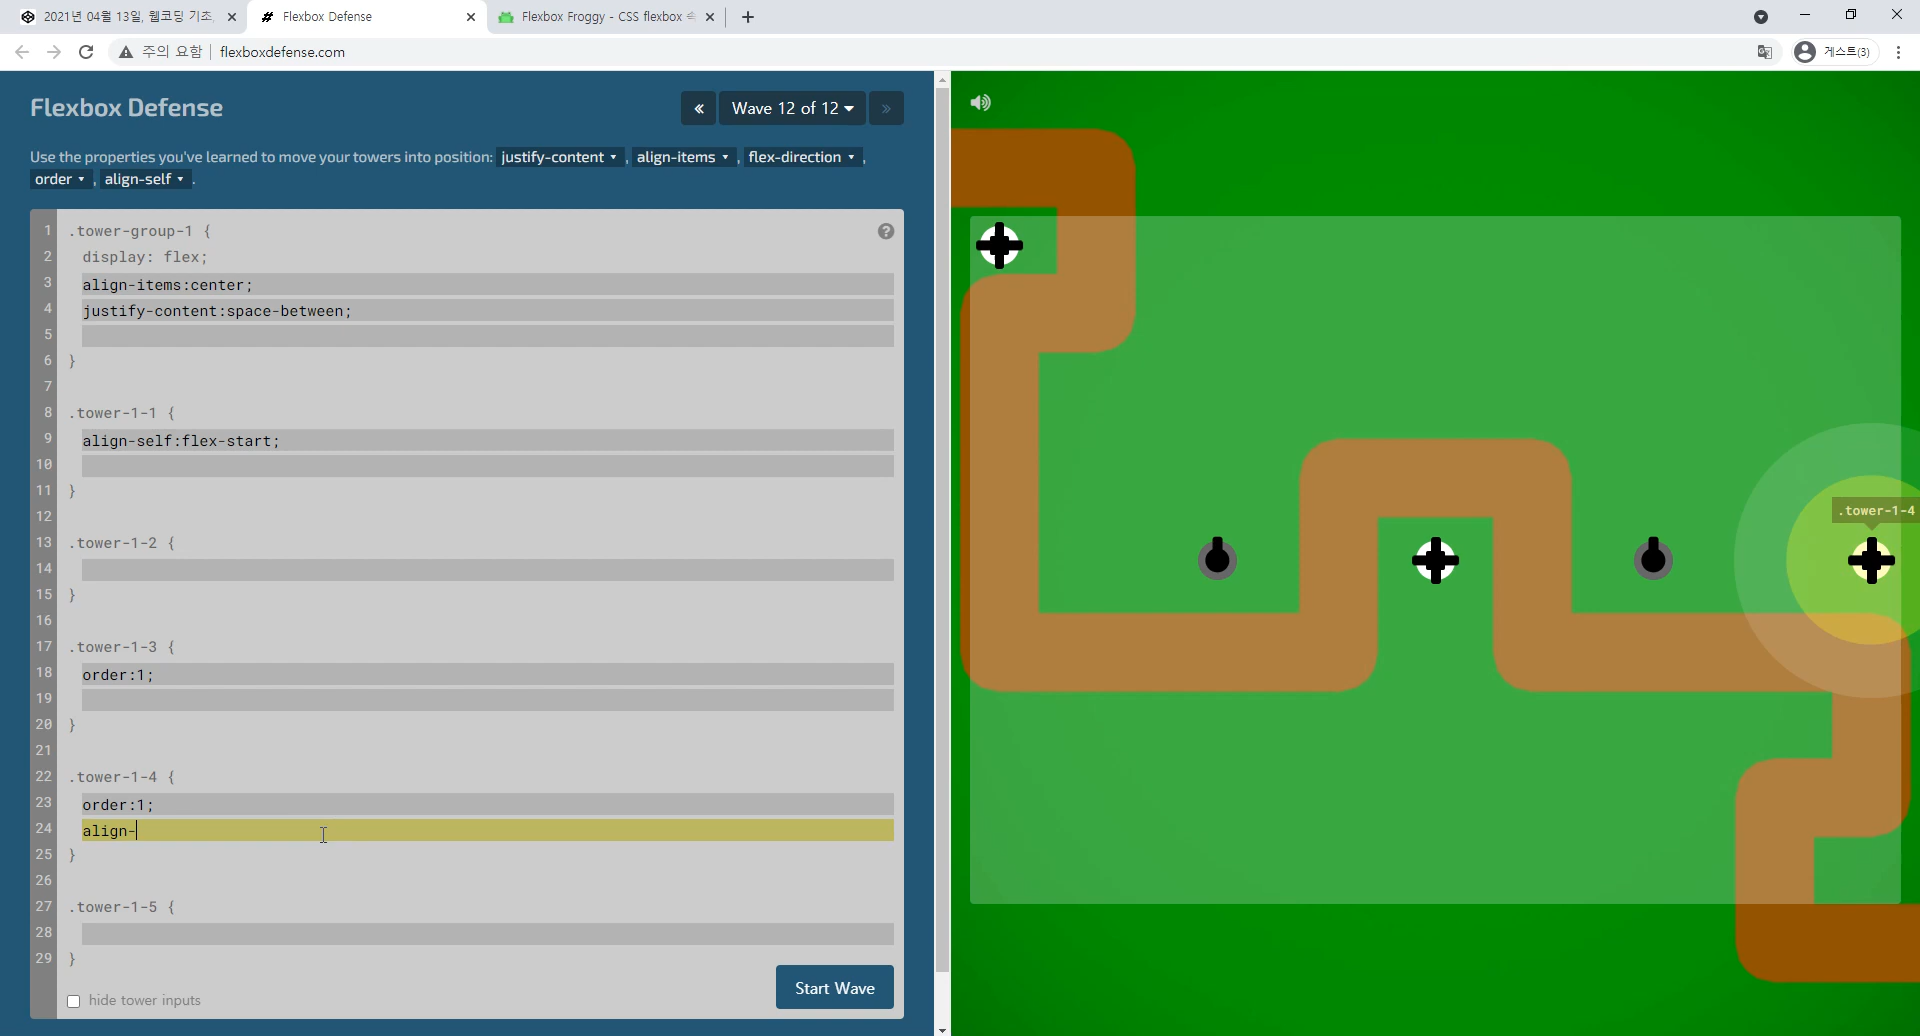 2021년 04월 13일, 웹코딩 기초,
Flexbox Defense
Flexbox Froggy - CSS flexbox 속
주의 요함 flexboxdefense.com
게스트(3)
Flexbox Defense
« Wave 12 of 12 »
Use the properties you've learned to move your towers into position: justify-content , align-items , flex-direction ,
order , align-self .
1 .tower-group-1 {
2 display: flex;
3 align-items:center;
4 justify-content:space-between;
5
6 }
7
8 .tower-1-1 {
9 align-self:flex-start;
10
11 }
12
13 .tower-1-2 {
14
15 }
16
17 .tower-1-3 {
18 order:1;
19
20 }
21
22 .tower-1-4 {
23 order:1;
24 align-
25 }
26
27 .tower-1-5 {
28
29 }
hide tower inputs
Start Wave
.tower-1-4